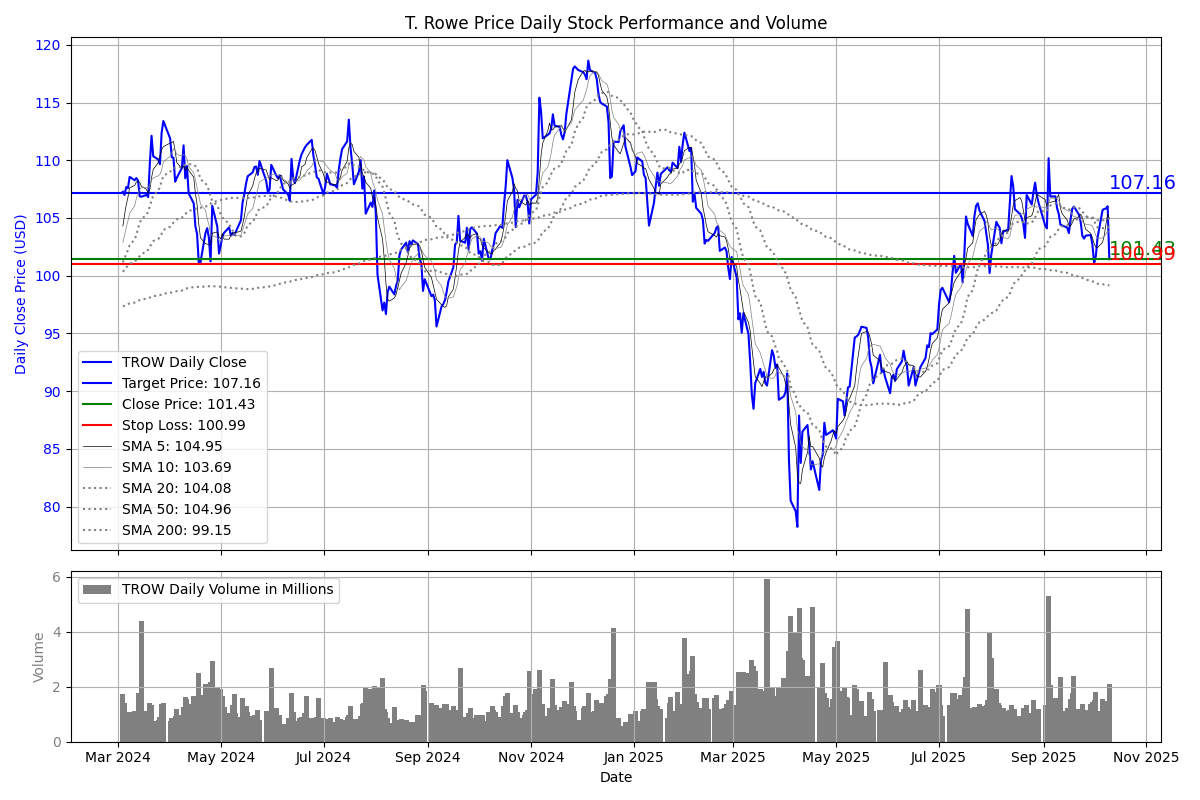 T. Rowe Price Daily Stock Performance and Volume
120
115
110
105
100
95
90
85
80
Daily Close Price (USD)
107.16
101.43
100.99
TROW Daily Close
Target Price: 107.16
Close Price: 101.43
Stop Loss: 100.99
SMA 5: 104.95
SMA 10: 103.69
SMA 20: 104.08
SMA 50: 104.96
SMA 200: 99.15
6
4
2
0
Volume
TROW Daily Volume in Millions
Mar 2024 May 2024 Jul 2024 Sep 2024 Nov 2024 Jan 2025 Mar 2025 May 2025 Jul 2025 Sep 2025 Nov 2025
Date